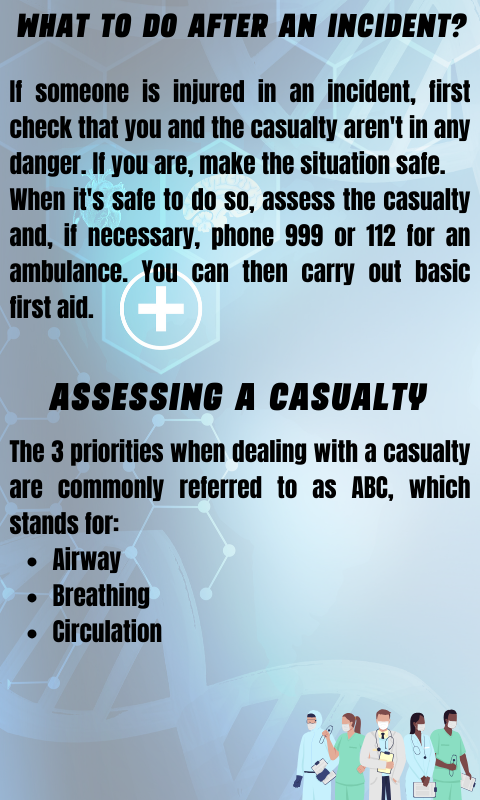 WHAT TO DO AFTER AN INCIDENT?
If someone is injured in an incident, first
check that you and the casualty aren't in any
danger. If you are, make the situation safe.
When it's safe to do so, assess the casualty
and, if necessary, phone 999 or 112 for an
ambulance. You can then carry out basic
first aid.
ASSESSING A CASUALTY
The 3 priorities when dealing with a casualty
are commonly referred to as ABC, which
stands for:
• Airway
• Breathing
• Circulation